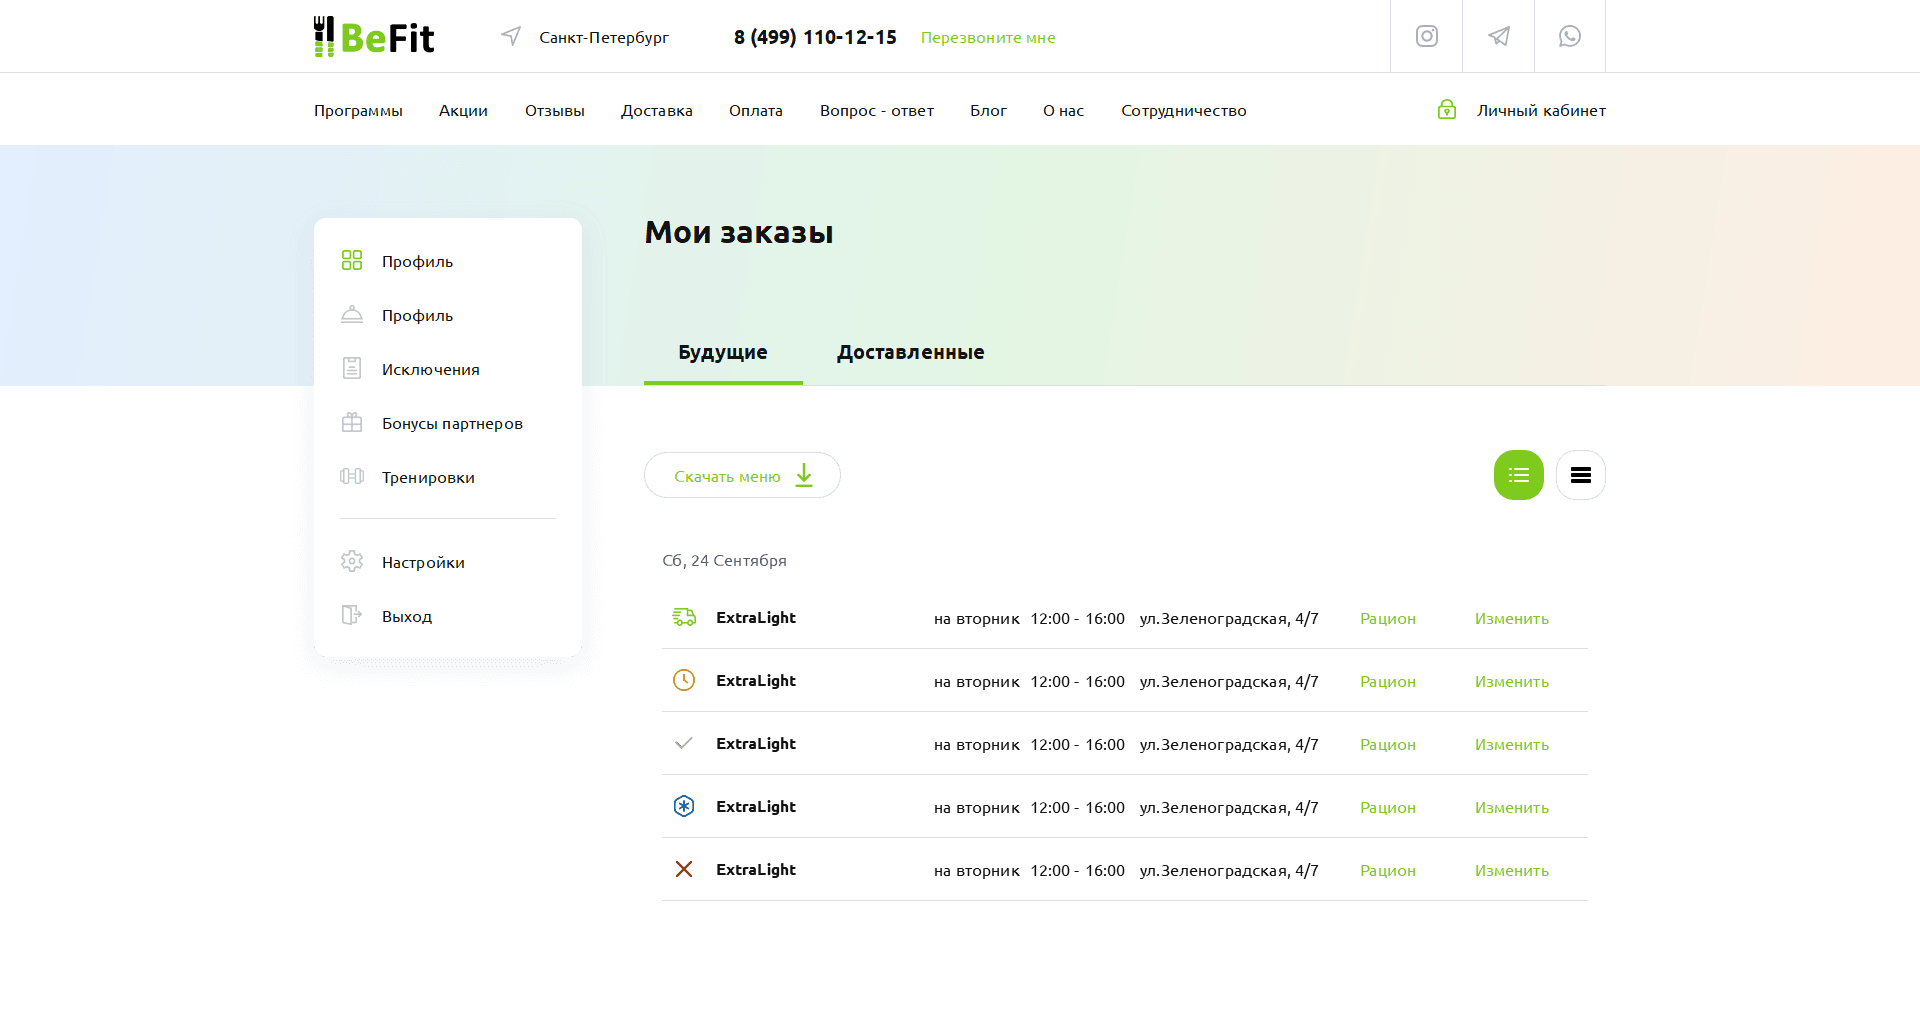 BeFit
Санкт-Петербург
8 (499) 110-12-15
Перезвоните мне
Программы
Акции
Отзывы
Доставка
Оплата
Вопрос - ответ
Блог
О нас
Сотрудничество
Личный кабинет
Профиль
Профиль
Исключения
Бонусы партнеров
Тренировки
Настройки
Выход
Мои заказы
Будущие
Доставленные
Скачать меню
Сб, 24 Сентября
ExtraLight на вторник 12:00 - 16:00 ул.Зеленоградская, 4/7 Рацион Изменить
ExtraLight на вторник 12:00 - 16:00 ул.Зеленоградская, 4/7 Рацион Изменить
ExtraLight на вторник 12:00 - 16:00 ул.Зеленоградская, 4/7 Рацион Изменить
ExtraLight на вторник 12:00 - 16:00 ул.Зеленоградская, 4/7 Рацион Изменить
ExtraLight на вторник 12:00 - 16:00 ул.Зеленоградская, 4/7 Рацион Изменить